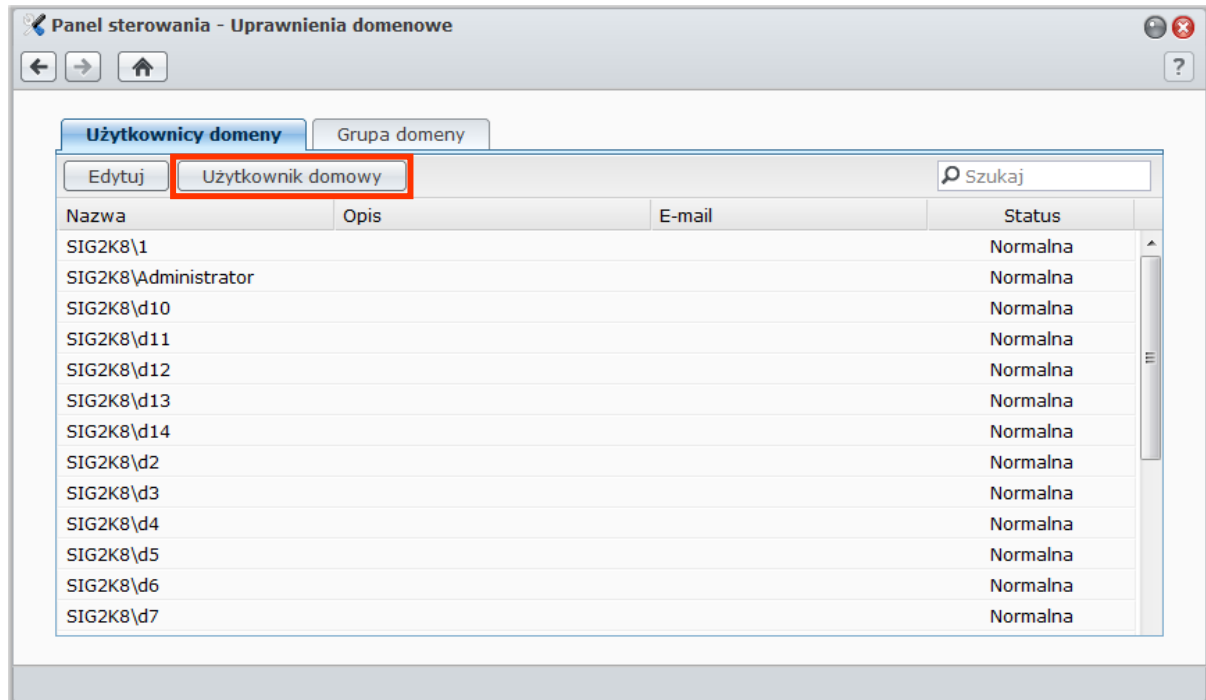 Panel sterowania - Uprawnienia domenowe
?
Użytkownicy domeny Grupa domeny
Edytuj Użytkownik domowy Szukaj
Nazwa Opis E-mail Status
SIG2K8\1 Normalna
SIG2K8\Administrator Normalna
SIG2K8\d10 Normalna
SIG2K8\d11 Normalna
SIG2K8\d12 Normalna
SIG2K8\d13 Normalna
SIG2K8\d14 Normalna
SIG2K8\d2 Normalna
SIG2K8\d3 Normalna
SIG2K8\d4 Normalna
SIG2K8\d5 Normalna
SIG2K8\d6 Normalna
SIG2K8\d7 Normalna